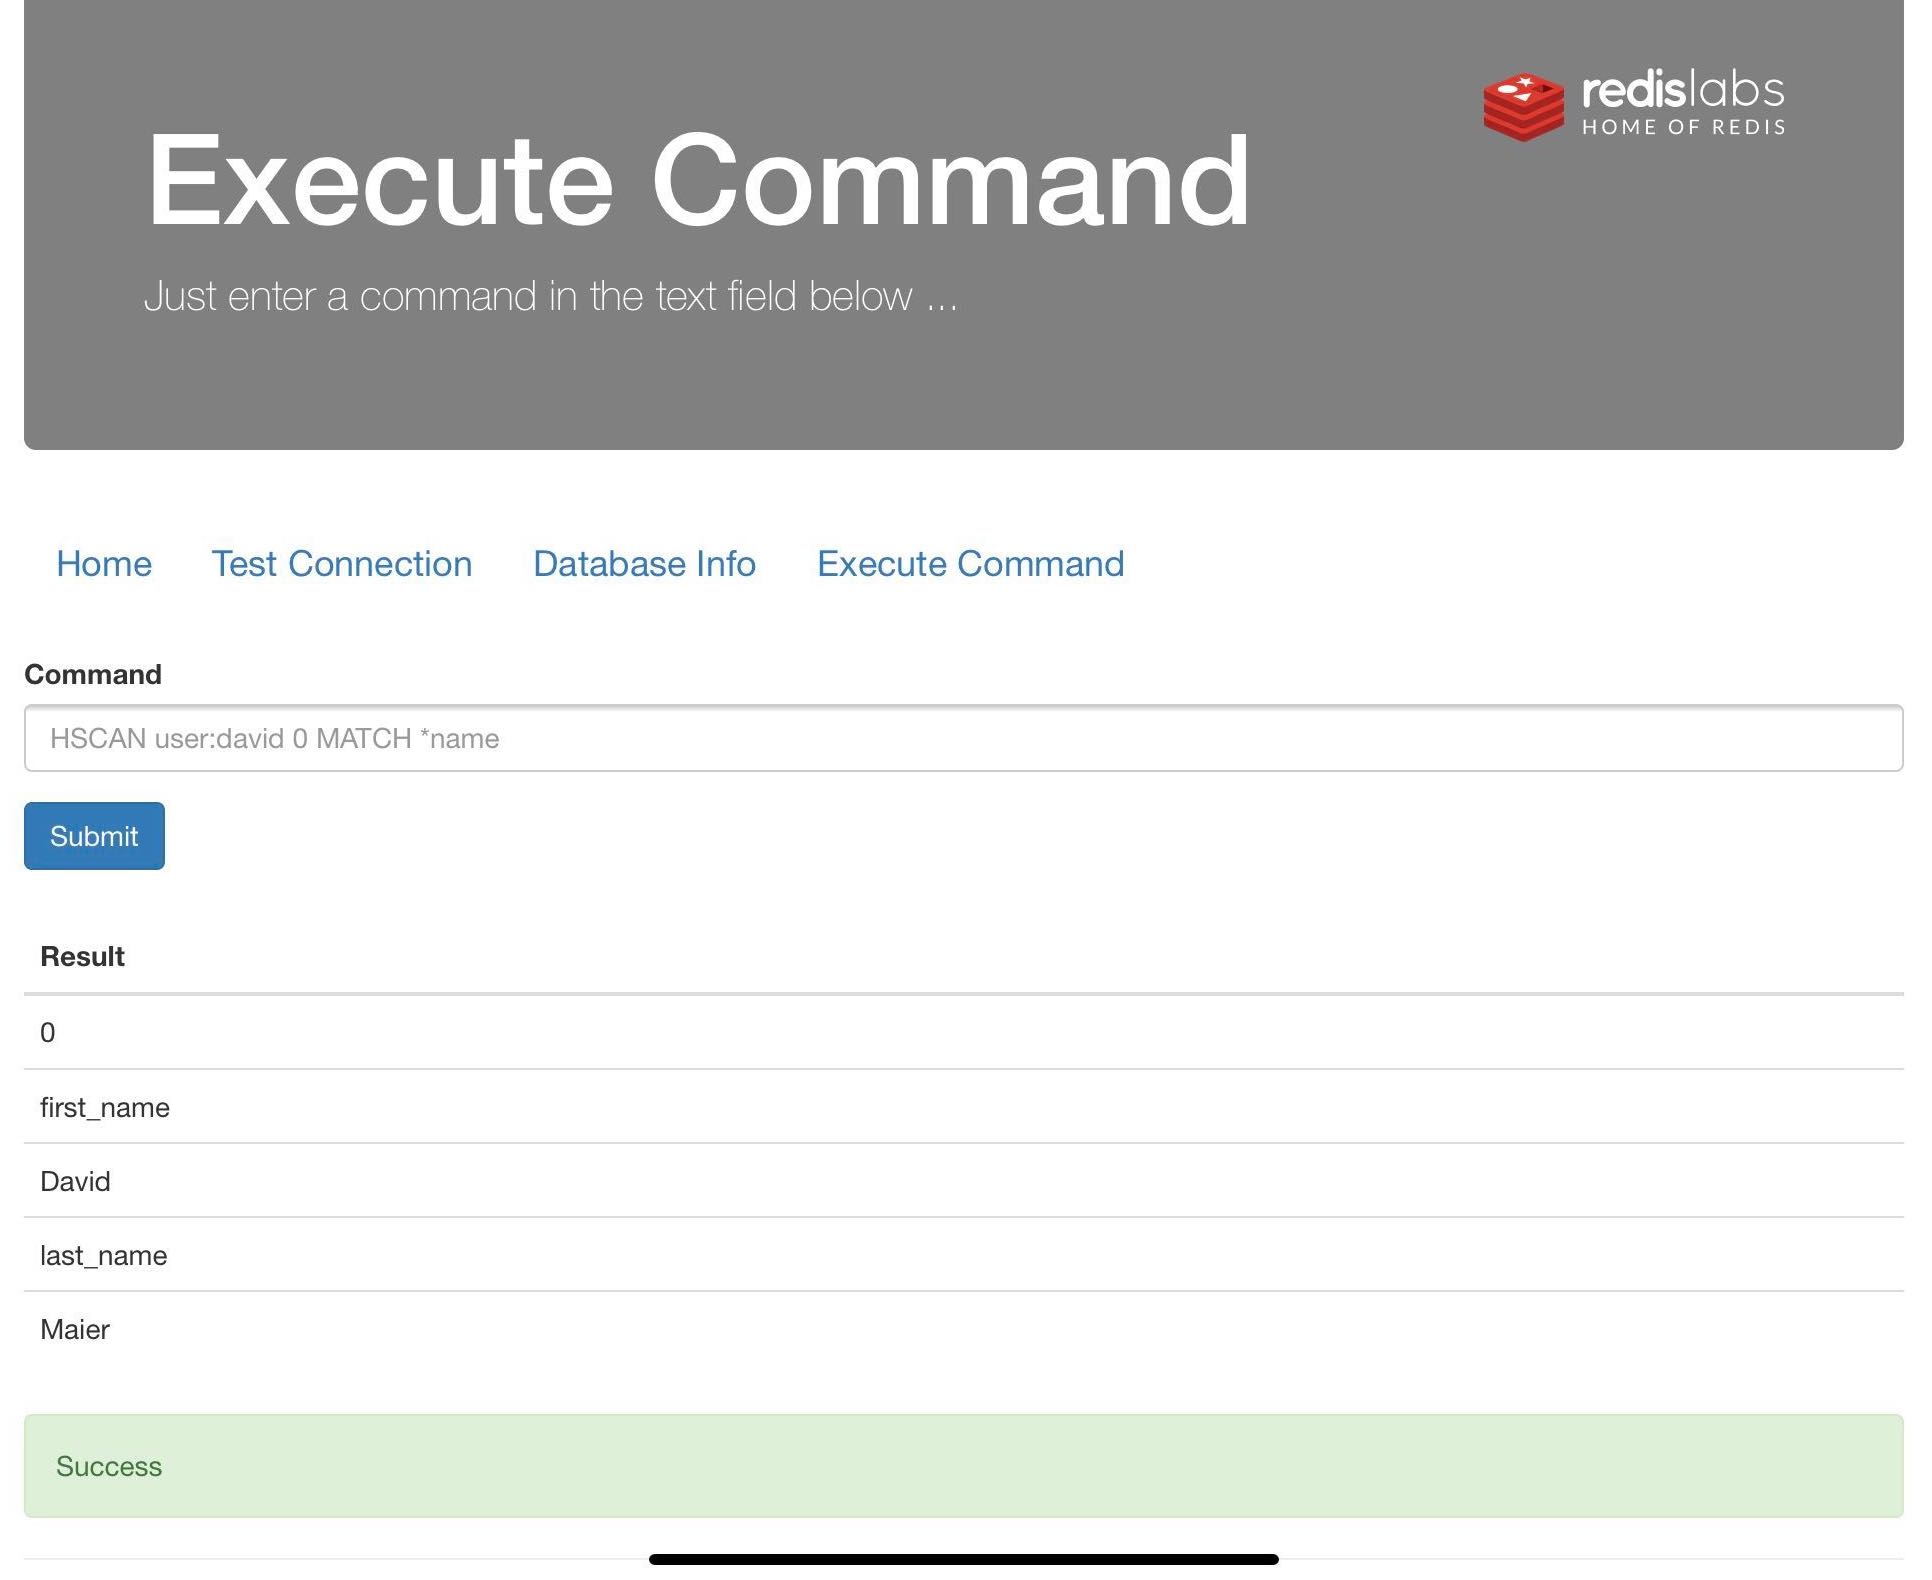 redislabs
HOME OF REDIS
Execute Command
Just enter a command in the text field below ...
Home Test Connection Database Info Execute Command
Command
HSCAN user:david 0 MATCH *name
Submit
Result
0
first_name
David
last_name
Maier
Success